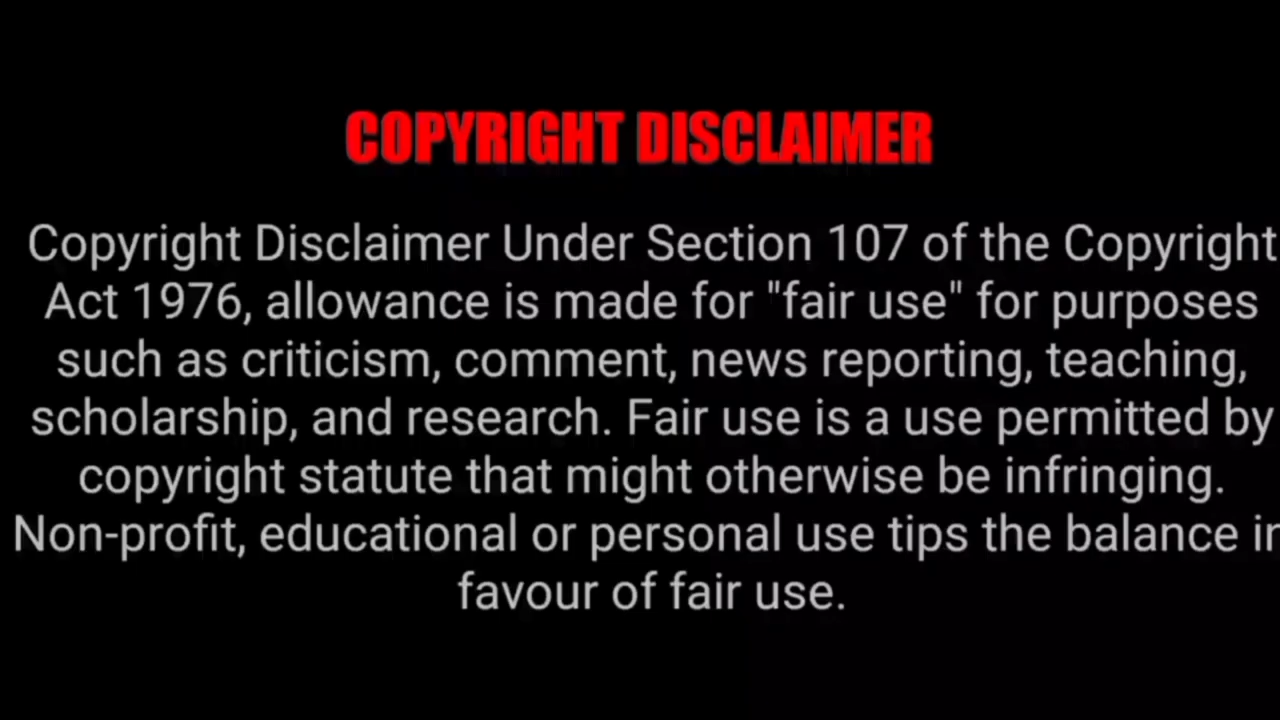 COPYRIGHT DISCLAIMER
Copyright Disclaimer Under Section 107 of the Copyright
Act 1976, allowance is made for "fair use" for purposes
such as criticism, comment, news reporting, teaching,
scholarship, and research. Fair use is a use permitted by
copyright statute that might otherwise be infringing.
Non-profit, educational or personal use tips the balance in
favour of fair use.